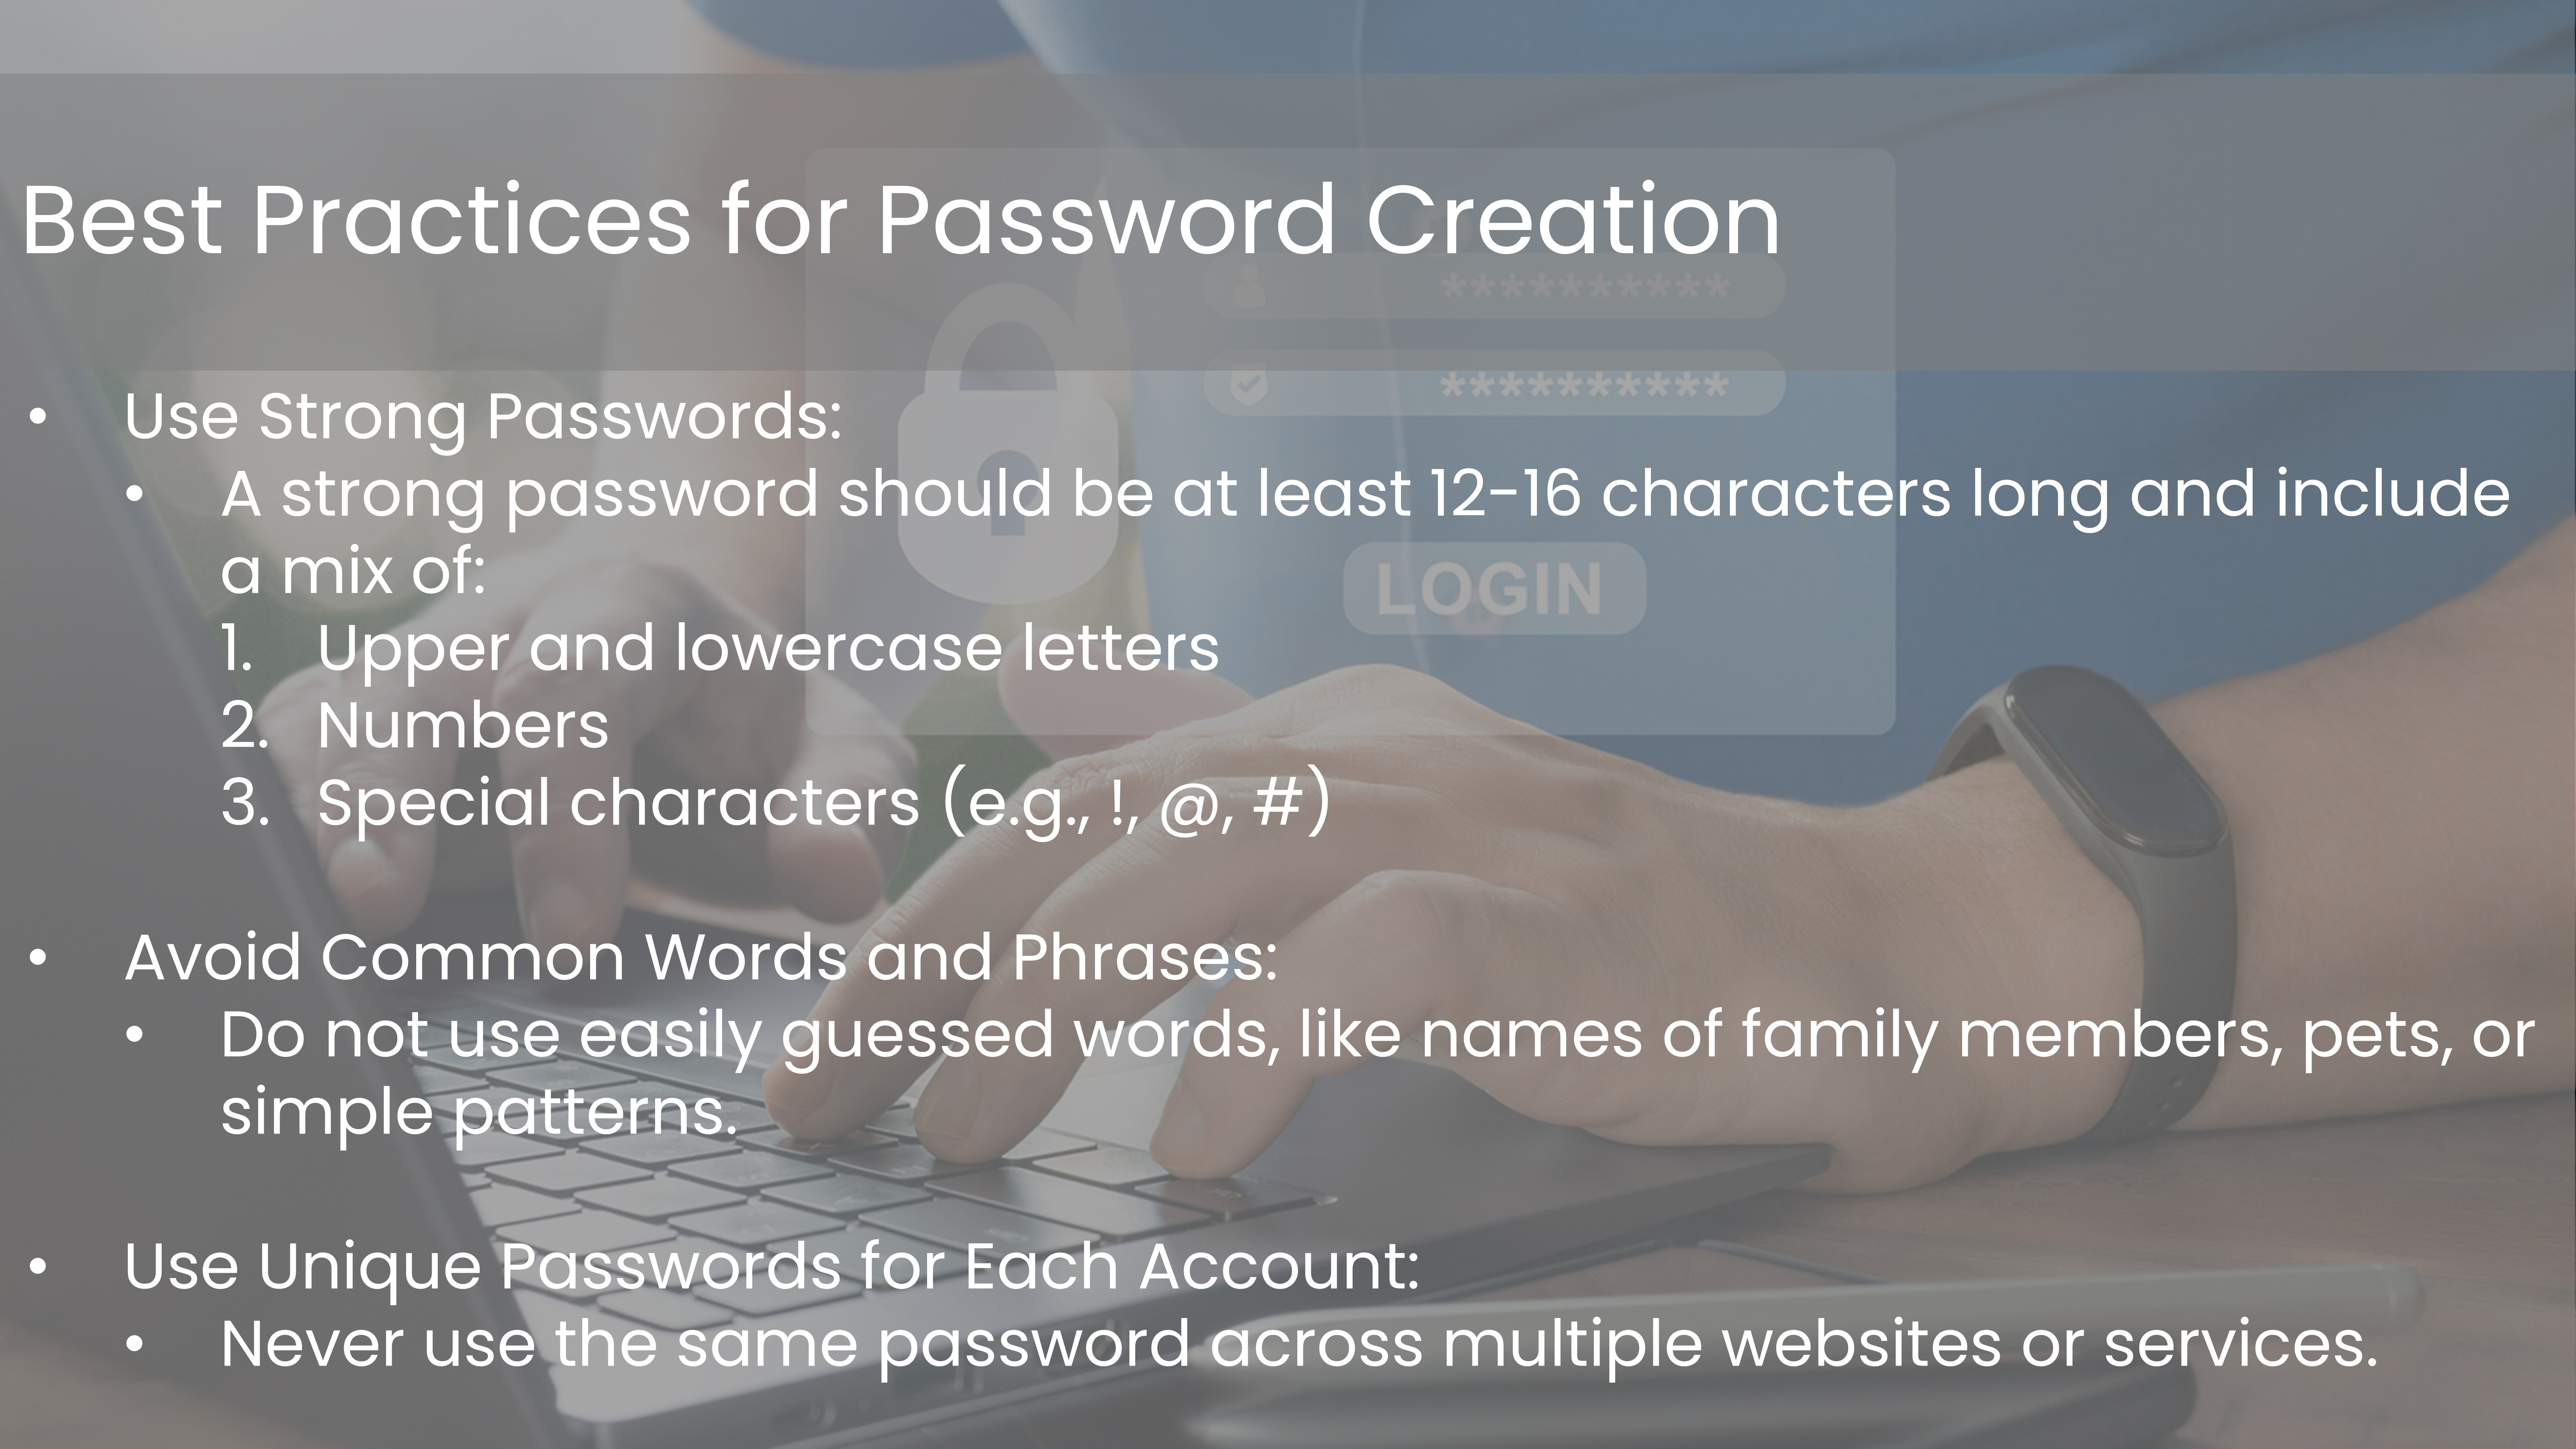 Best Practices for Password Creation
**********
**********
• Use Strong Passwords:
• A strong password should be at least 12-16 characters long and include
a mix of:
LOGIN
1. Upper and lowercase letters
2. Numbers
3. Special characters (e.g., !, @, #)
• Avoid Common Words and Phrases:
• Do not use easily guessed words, like names of family members, pets, or
simple patterns.
• Use Unique Passwords for Each Account:
• Never use the same password across multiple websites or services.